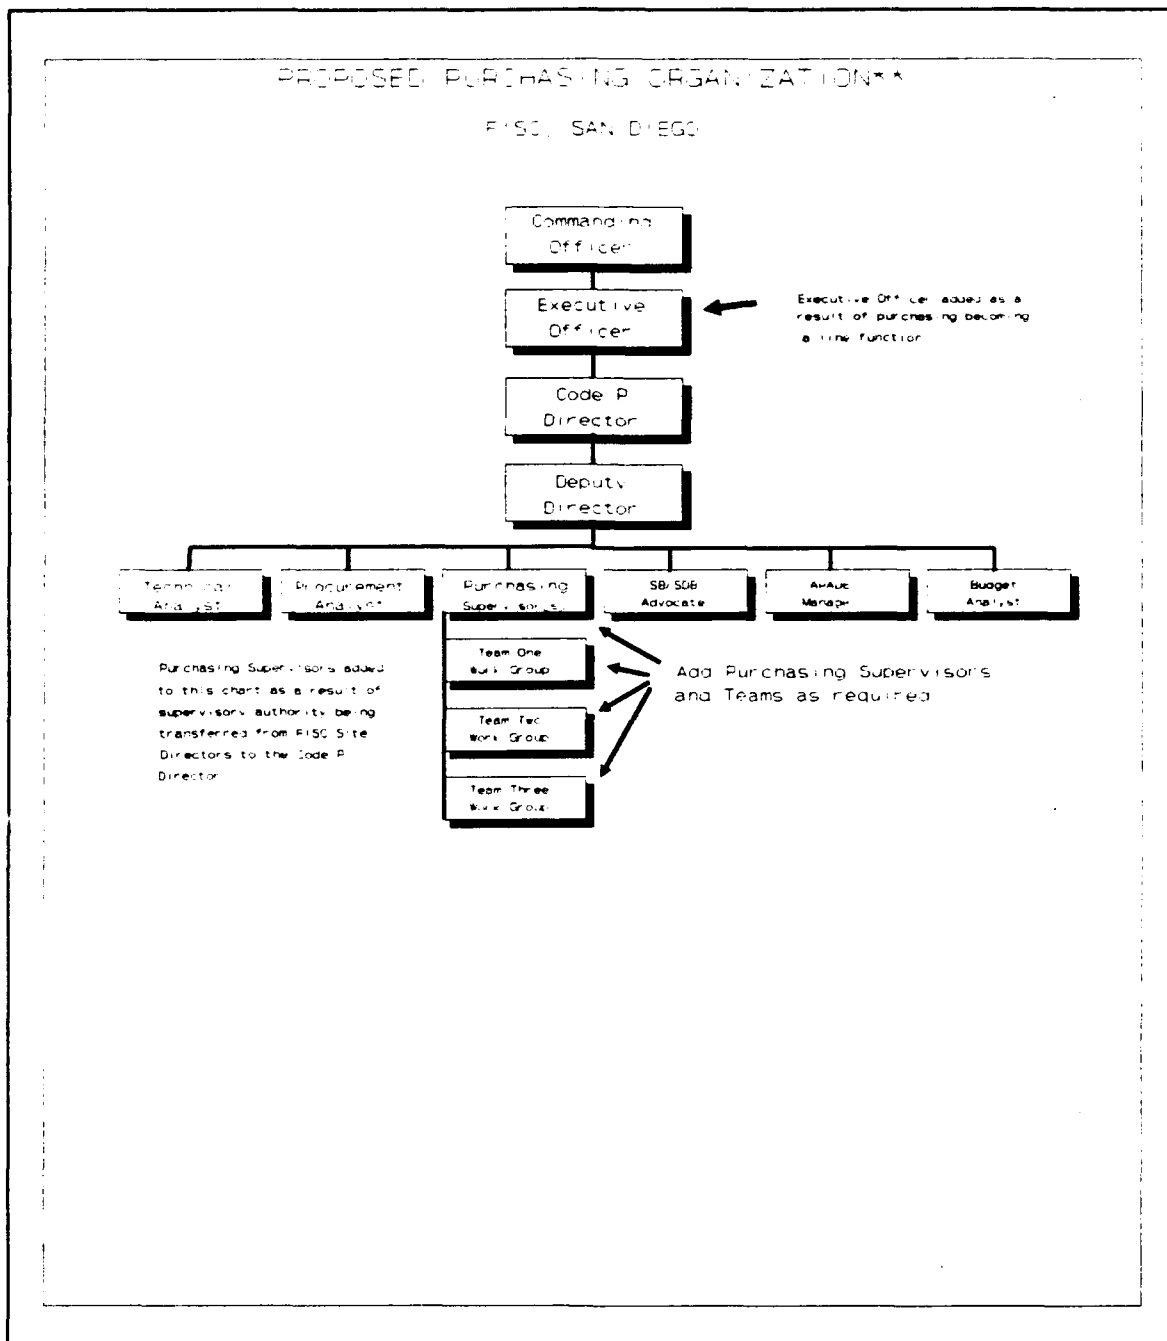 PROPOSED PURCHASING ORGANIZATION**
FISC, SAN DIEGO
Commanding
Officer
Executive
Officer
Executive Officer added as a
result of purchasing becoming
a line function
Code P
Director
Deputy
Director
Technical
Analyst
Procurement
Analyst
Purchasing
Supervisor(s)
SB/SDB
Advocate
Manager
Budget
Analyst
Team One
Work Group
Team Two
Work Group
Team Three
Work Group
Purchasing Supervisors added
to this chart as a result of
supervisory authority being
transferred from FISC Site
Directors to the Code P
Director
Add Purchasing Supervisors
and Teams as required